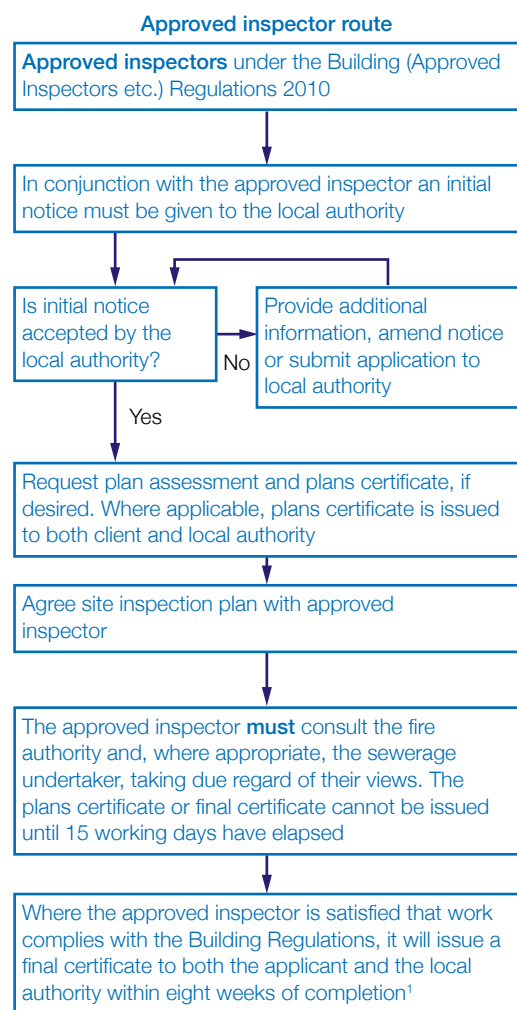 Approved inspector route
Approved inspectors under the Building (Approved
Inspectors etc.) Regulations 2010
In conjunction with the approved inspector an initial
notice must be given to the local authority
Is initial notice
accepted by the
local authority?
No
Provide additional
information, amend notice
or submit application to
local authority
Yes
Request plan assessment and plans certificate, if
desired. Where applicable, plans certificate is issued
to both client and local authority
Agree site inspection plan with approved
inspector
The approved inspector must consult the fire
authority and, where appropriate, the sewerage
undertaker, taking due regard of their views. The
plans certificate or final certificate cannot be issued
until 15 working days have elapsed
Where the approved inspector is satisfied that work
complies with the Building Regulations, it will issue a
final certificate to both the applicant and the local
authority within eight weeks of completion¹